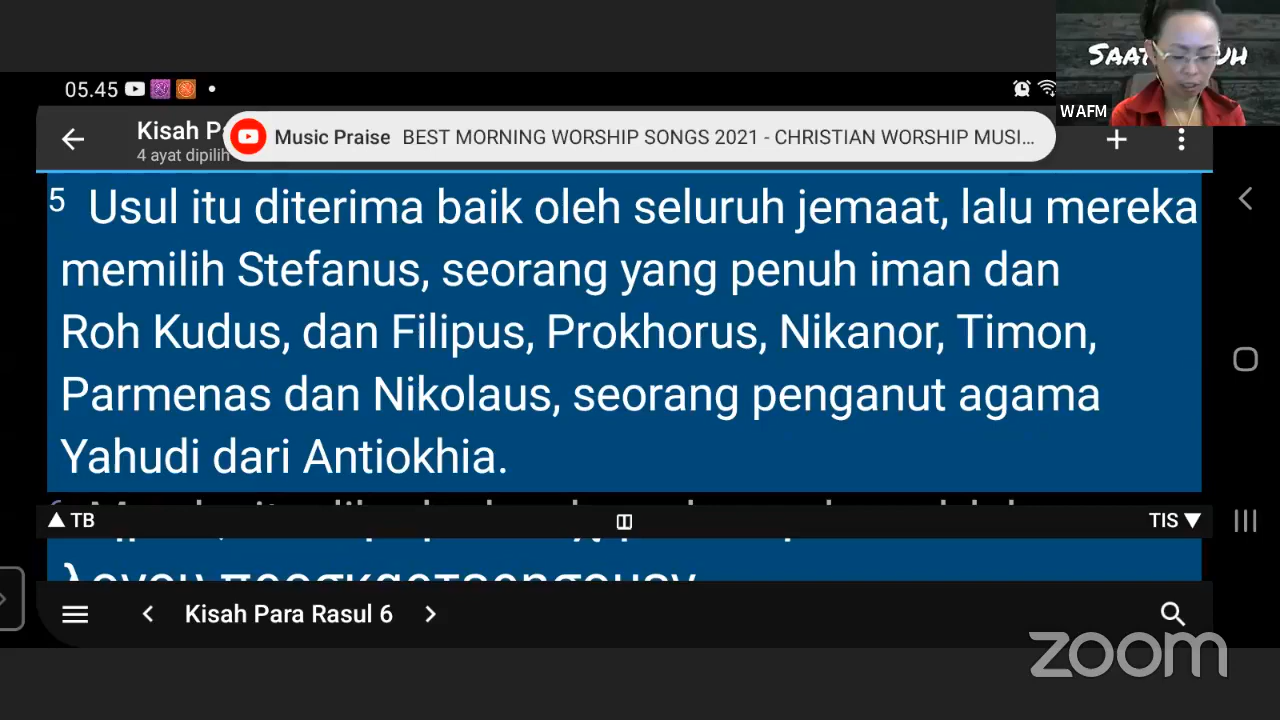 SAAT UH
WAFM
05.45
Kisah Pa
4 ayat dipilih
Music Praise BEST MORNING WORSHIP SONGS 2021 - CHRISTIAN WORSHIP MUSI...
5 Usul itu diterima baik oleh seluruh jemaat, lalu mereka
memilih Stefanus, seorang yang penuh iman dan
Roh Kudus, dan Filipus, Prokhorus, Nikanor, Timon,
Parmenas dan Nikolaus, seorang penganut agama
Yahudi dari Antiokhia.
TB TIS
Kisah Para Rasul 6
zoom